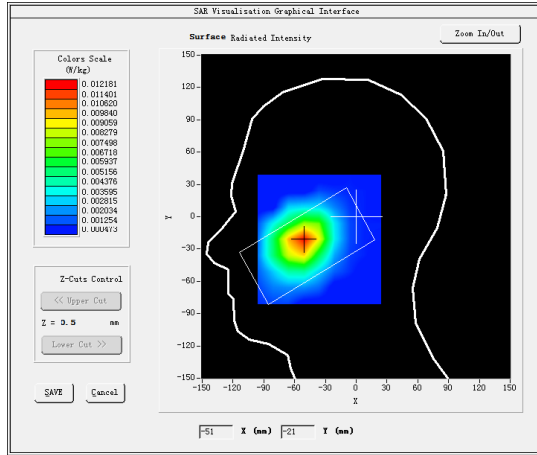 SAR Visualisation Graphical Interface
Surface Radiated Intensity
Zoom In/Out
Colors Scale
(W/kg)
0.012181
0.011401
0.010620
0.009840
0.009059
0.008279
0.007498
0.006718
0.005937
0.005156
0.004376
0.003595
0.002815
0.002034
0.001254
0.000473
150
120
90
60
30
0
-30
-60
-90
-120
-150
Y
-150 -120 -90 -60 -30 0 30 60 90 120 150
X
Z-Cuts Control
<< Upper Cut
Z = 0.5 mm
Lower Cut >>
SAVE Cancel
-51 X (mm) -21 Y (mm)